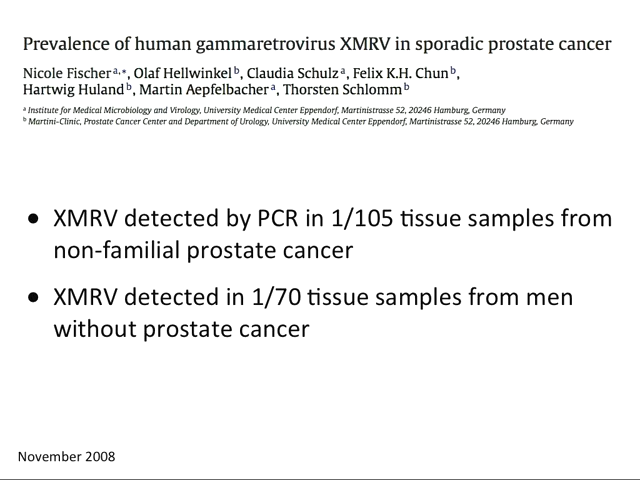 Prevalence of human gammaretrovirus XMRV in sporadic prostate cancer
Nicole Fischer a,*, Olaf Hellwinkel b, Claudia Schulz a, Felix K.H. Chun b,
Hartwig Huland b, Martin Aepfelbacher a, Thorsten Schlomm b
a Institute for Medical Microbiology and Virology, University Medical Center Eppendorf, Martinistrasse 52, 20246 Hamburg, Germany
b Martini-Clinic, Prostate Cancer Center and Department of Urology, University Medical Center Eppendorf, Martinistrasse 52, 20246 Hamburg, Germany
• XMRV detected by PCR in 1/105 tissue samples from
non-familial prostate cancer
• XMRV detected in 1/70 tissue samples from men
without prostate cancer
November 2008